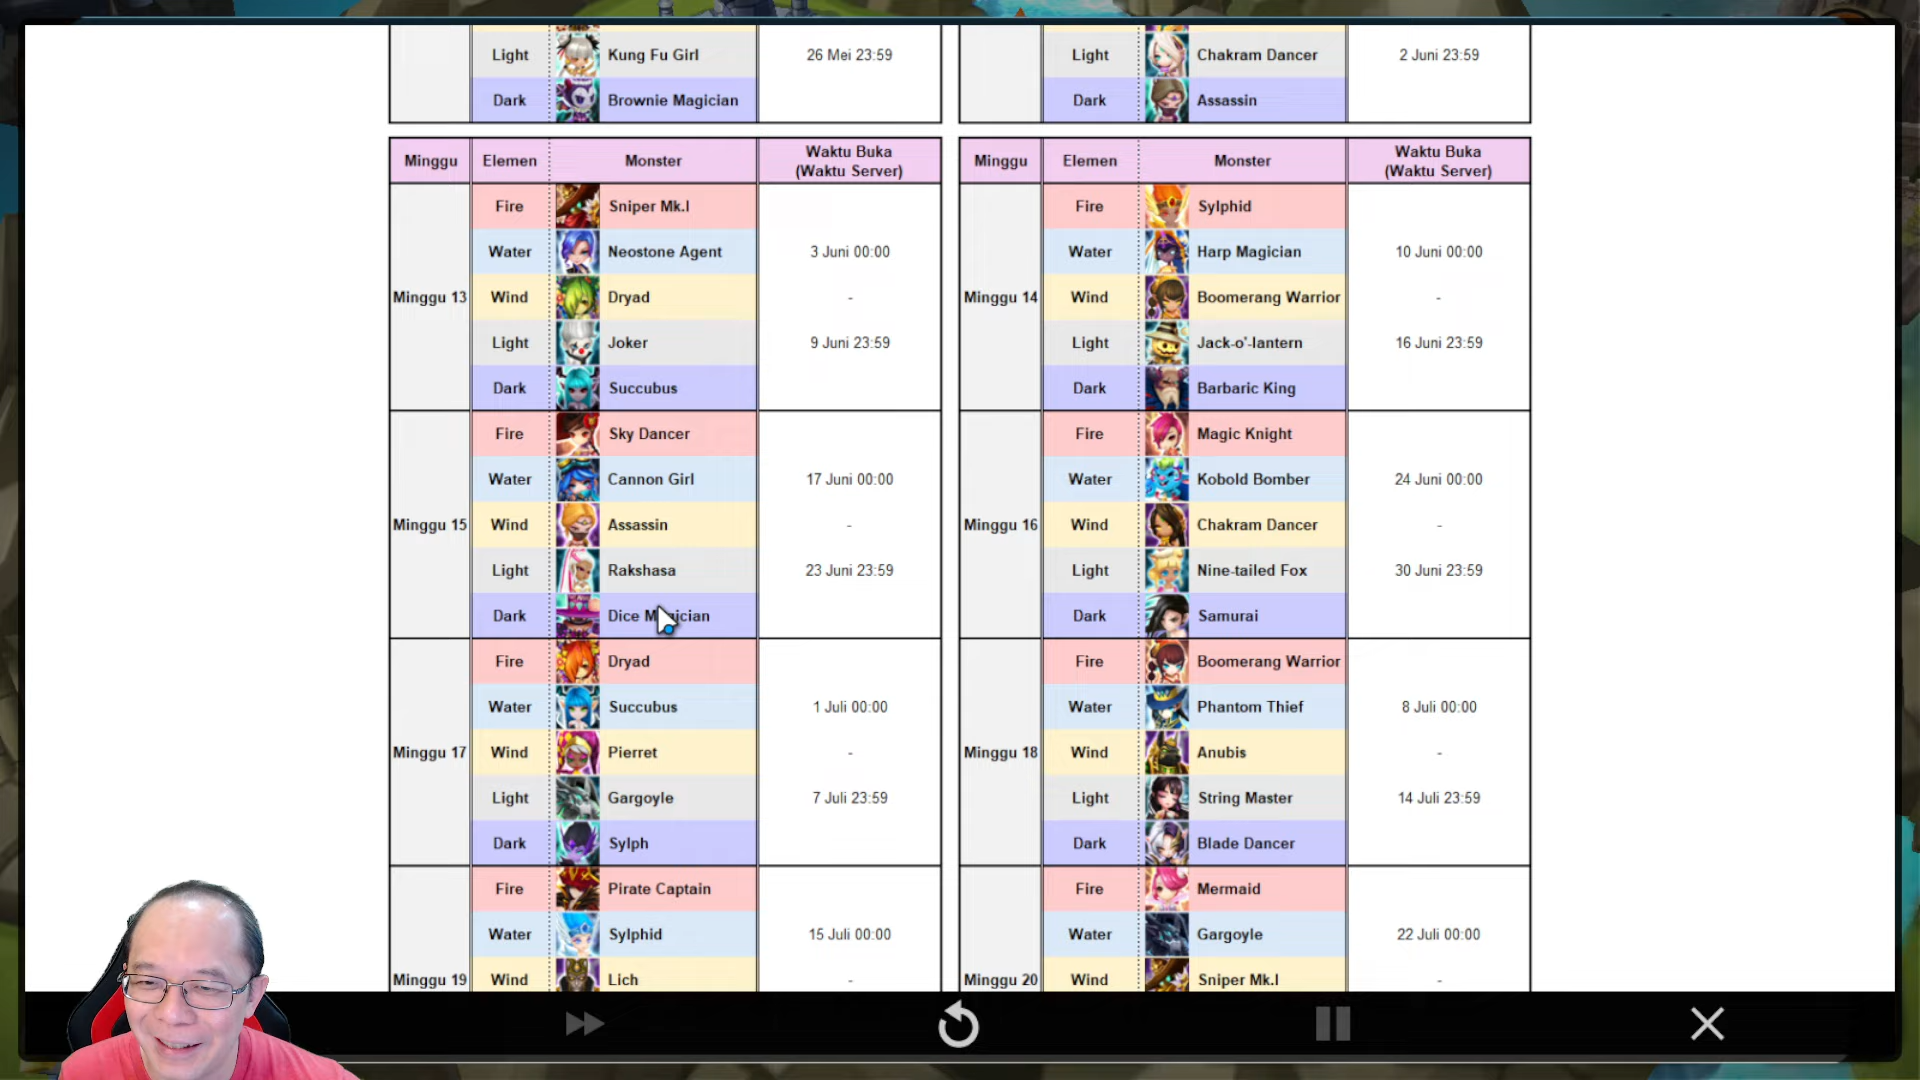 Light Kung Fu Girl 26 Mei 23:59
Dark Brownie Magician
Light Chakram Dancer 2 Juni 23:59
Dark Assassin
Minggu Elemen Monster Waktu Buka
(Waktu Server)
Fire Sniper Mk.I
Water Neostone Agent 3 Juni 00:00
Minggu 13 Wind Dryad -
Light Joker 9 Juni 23:59
Dark Succubus
Fire Sky Dancer
Water Cannon Girl 17 Juni 00:00
Minggu 15 Wind Assassin -
Light Rakshasa 23 Juni 23:59
Dark Dice Magician
Fire Dryad
Water Succubus 1 Juli 00:00
Minggu 17 Wind Pierret -
Light Gargoyle 7 Juli 23:59
Dark Sylph
Fire Pirate Captain
Water Sylphid 15 Juli 00:00
Minggu 19 Wind Lich -
Minggu Elemen Monster Waktu Buka
(Waktu Server)
Fire Sylphid
Water Harp Magician 10 Juni 00:00
Minggu 14 Wind Boomerang Warrior -
Light Jack-o'-lantern 16 Juni 23:59
Dark Barbaric King
Fire Magic Knight
Water Kobold Bomber 24 Juni 00:00
Minggu 16 Wind Chakram Dancer -
Light Nine-tailed Fox 30 Juni 23:59
Dark Samurai
Fire Boomerang Warrior
Water Phantom Thief 8 Juli 00:00
Minggu 18 Wind Anubis -
Light String Master 14 Juli 23:59
Dark Blade Dancer
Fire Mermaid
Water Gargoyle 22 Juli 00:00
Minggu 20 Wind Sniper Mk.I -